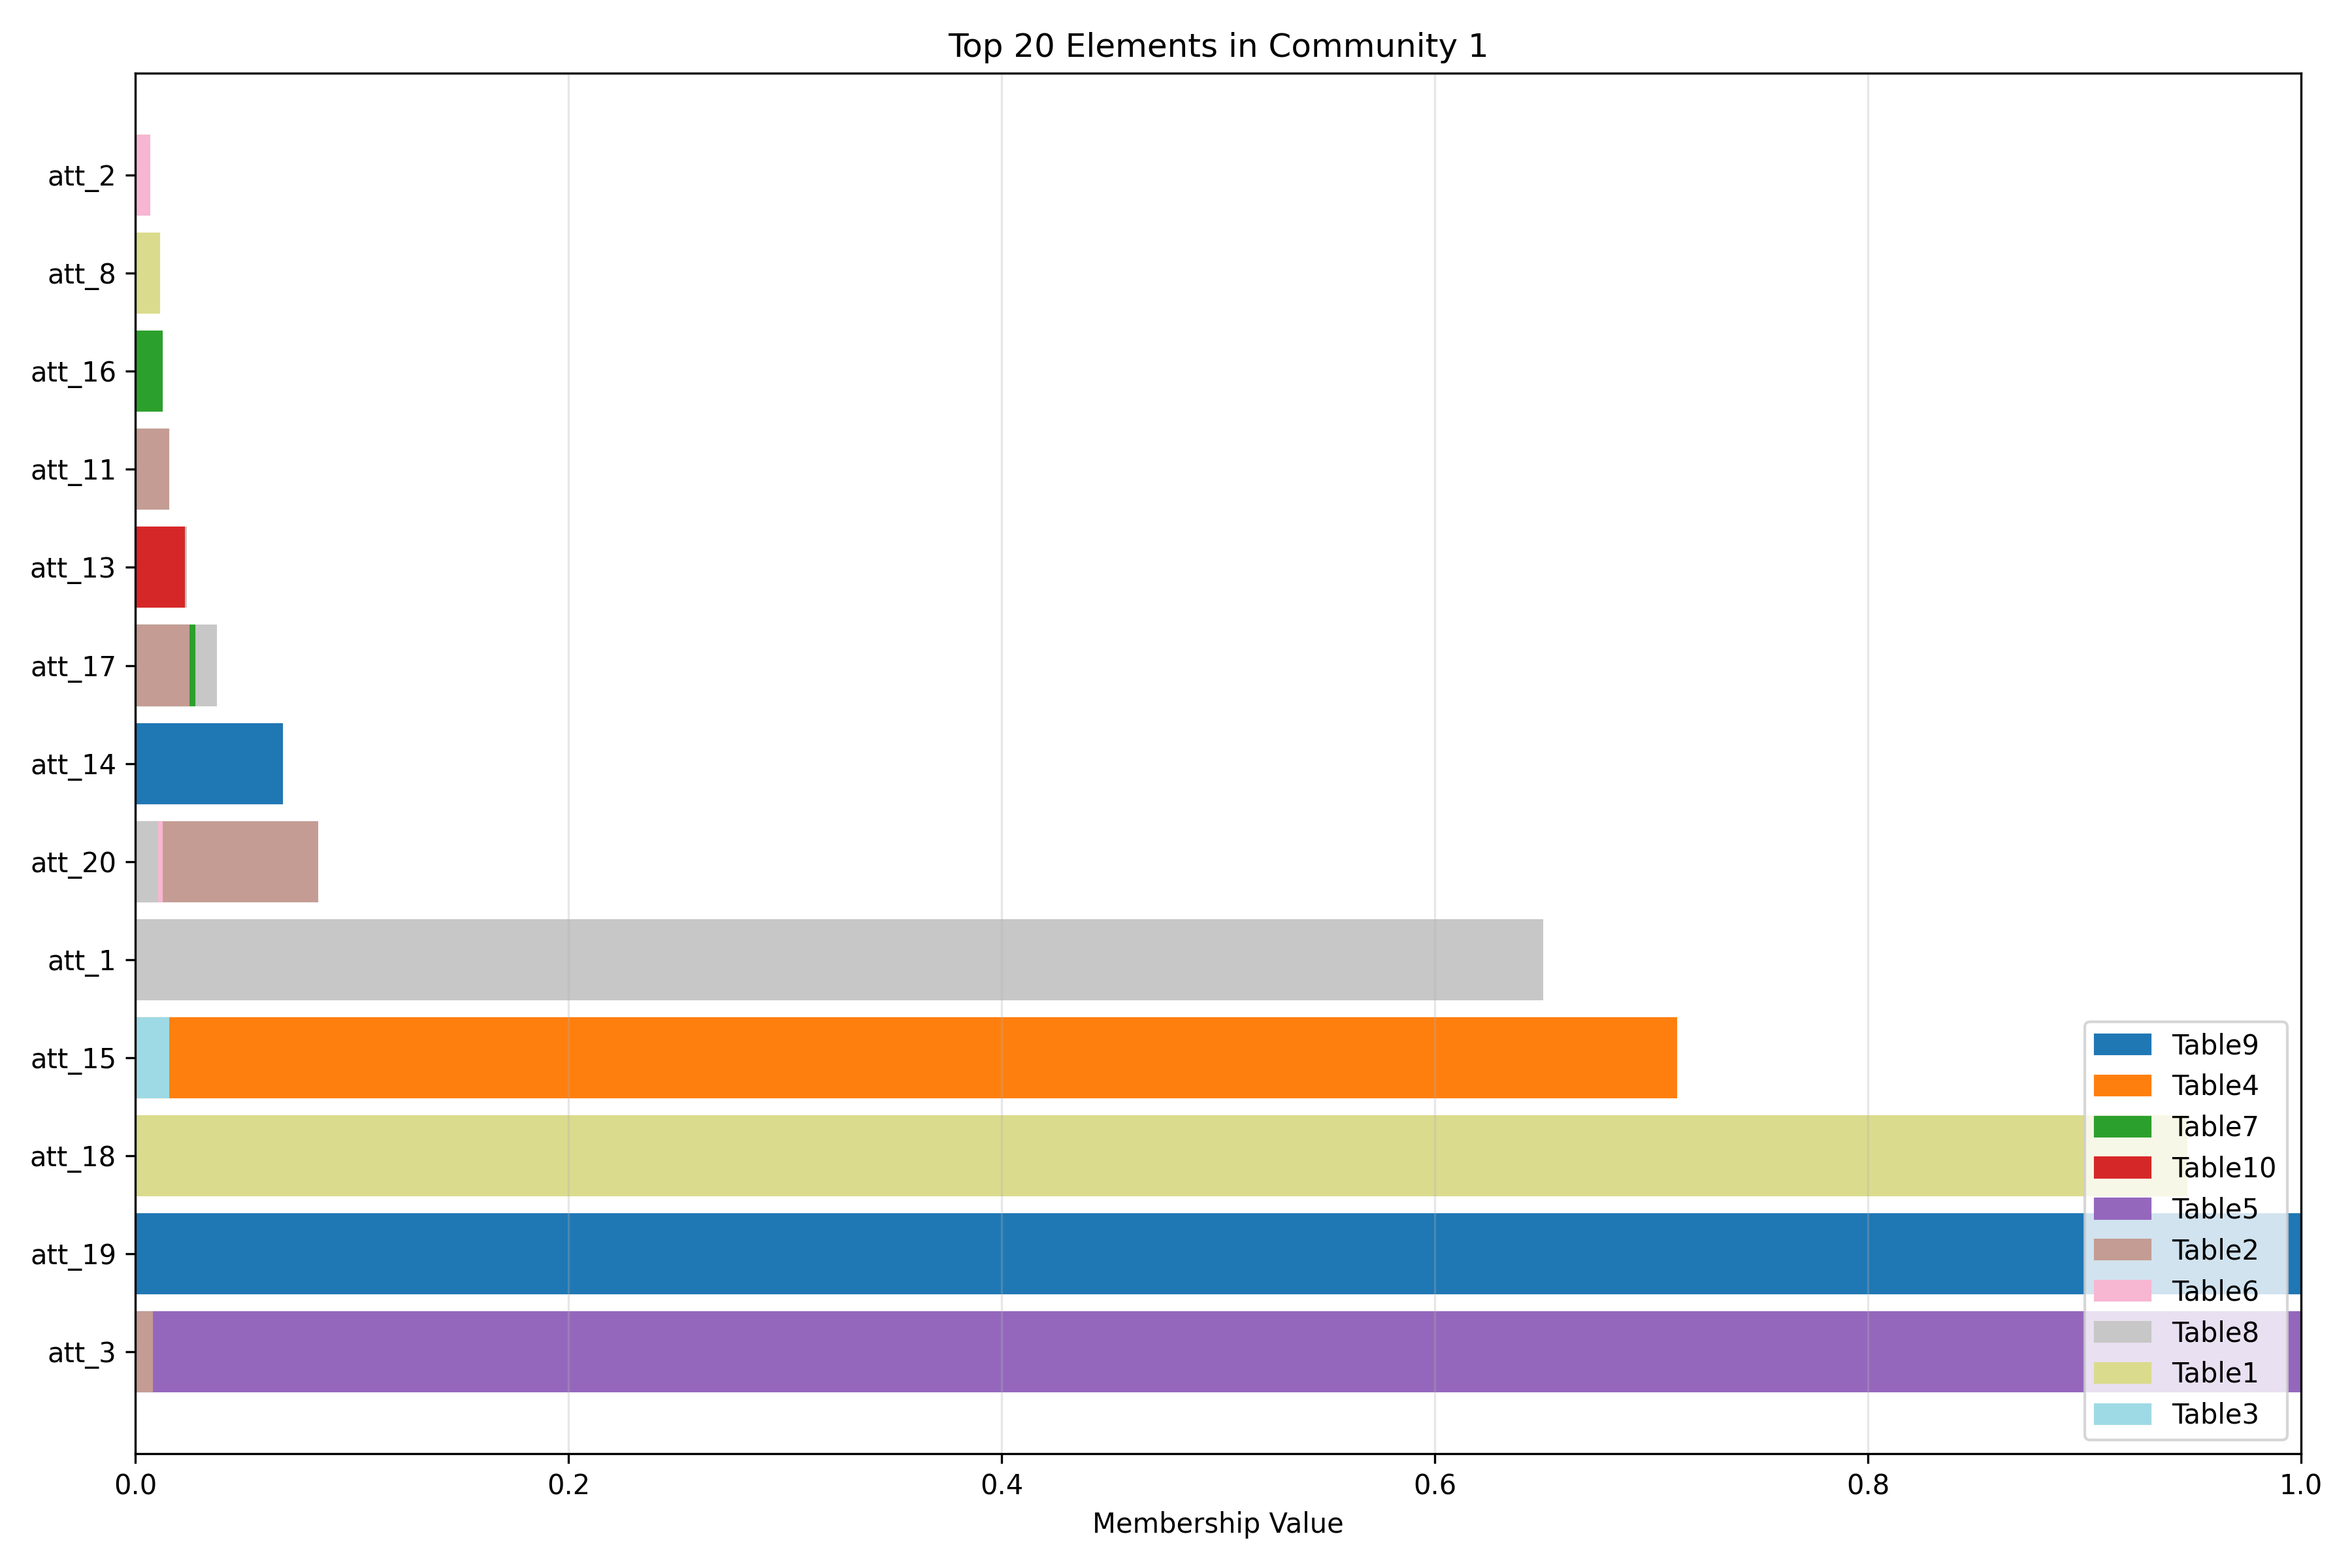 Top 20 Elements in Community 1
att_2
att_8
att_16
att_11
att_13
att_17
att_14
att_20
att_1
att_15
att_18
att_19
att_3
Table9
Table4
Table7
Table10
Table5
Table2
Table6
Table8
Table1
Table3
0.0 0.2 0.4 0.6 0.8 1.0
Membership Value